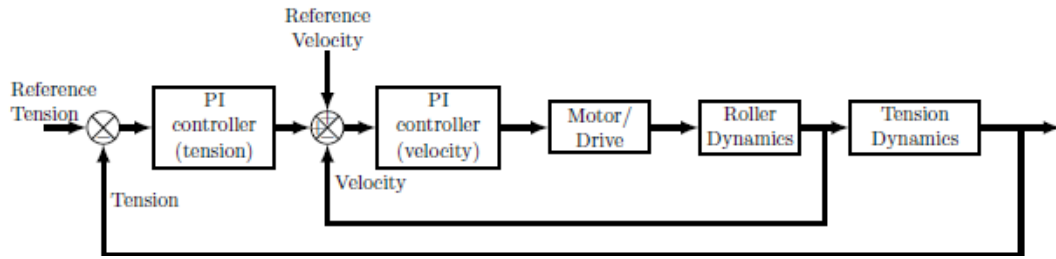 Reference
Velocity
Reference
Tension
PI
controller
(tension)
PI
controller
(velocity)
Motor/
Drive
Roller
Dynamics
Tension
Dynamics
Velocity
Tension